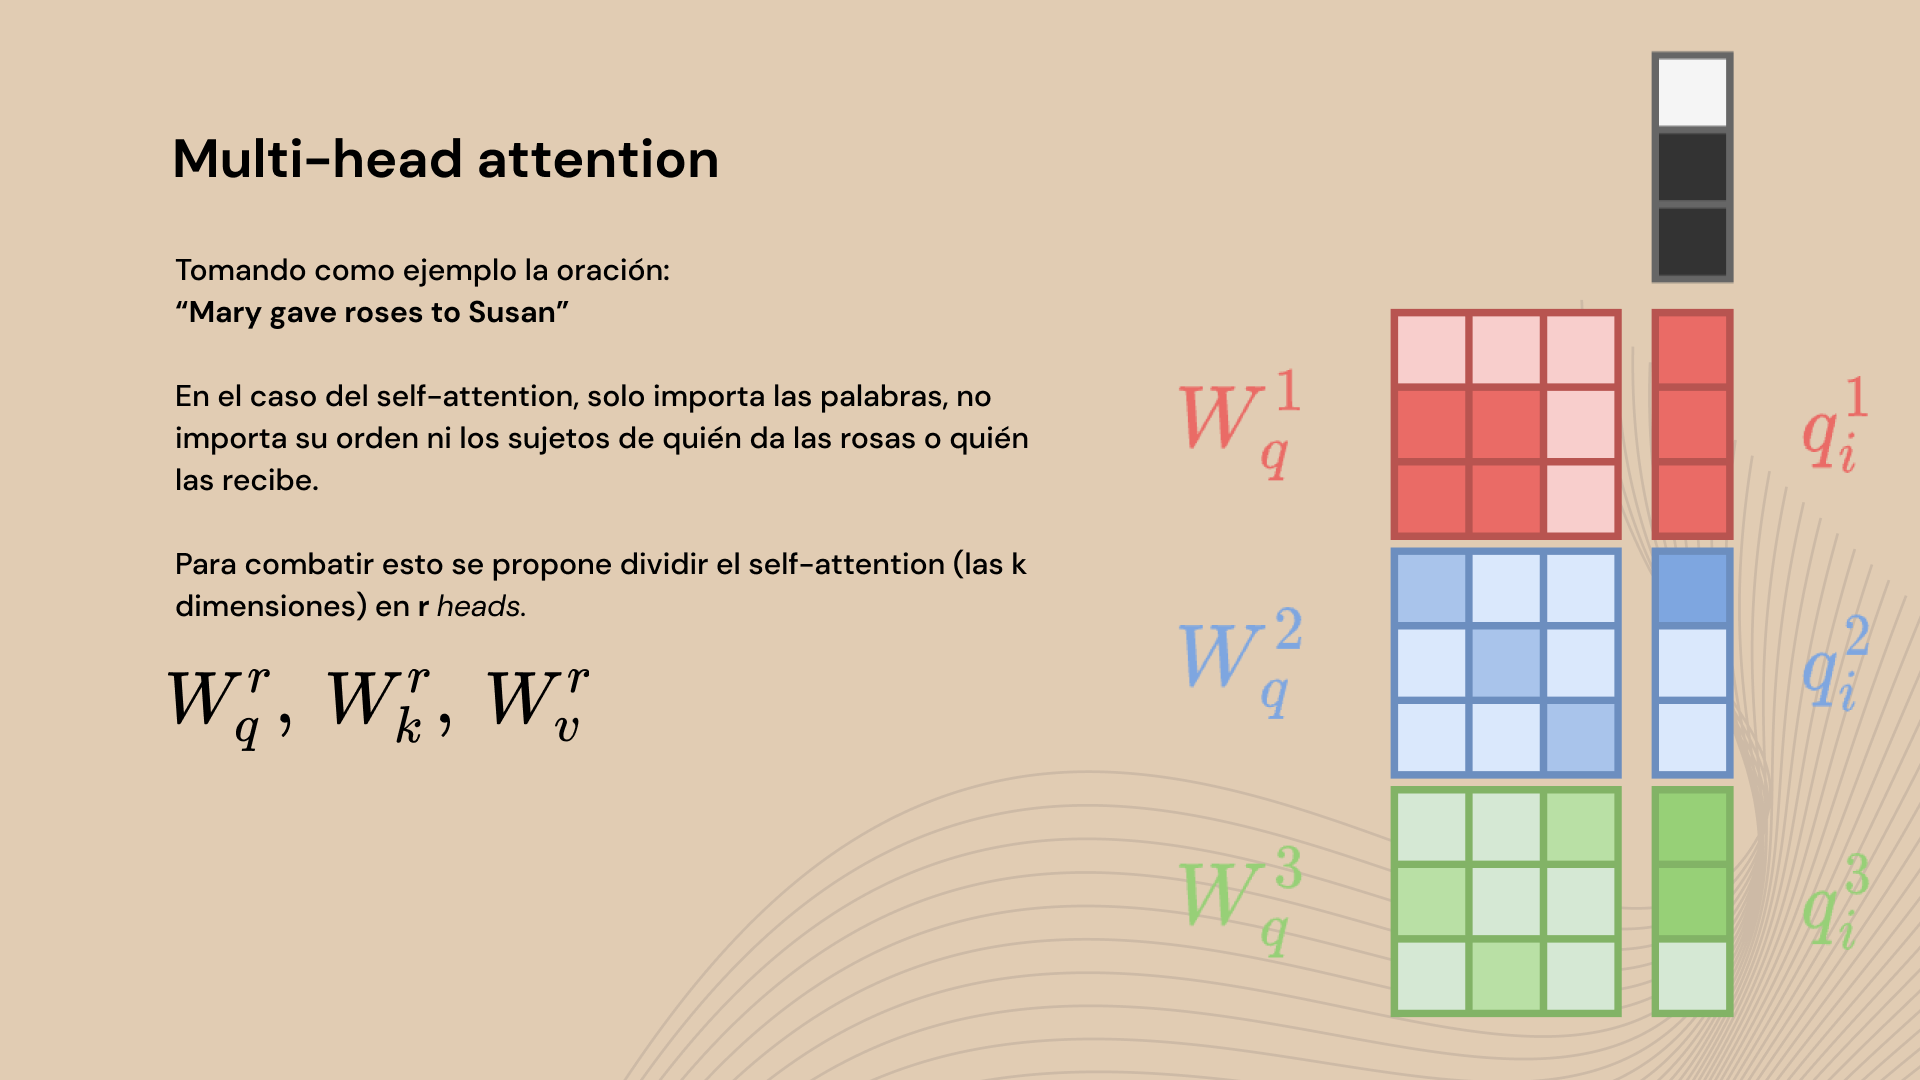 Multi-head attention
Tomando como ejemplo la oración:
“Mary gave roses to Susan”
En el caso del self-attention, solo importa las palabras, no
importa su orden ni los sujetos de quién da las rosas o quién
las recibe.
Para combatir esto se propone dividir el self-attention (las k
dimensiones) en r heads.
W_q^r, W_k^r, W_v^r
W_q^1 q_i^1
W_q^2 q_i^2
W_q^3 q_i^3